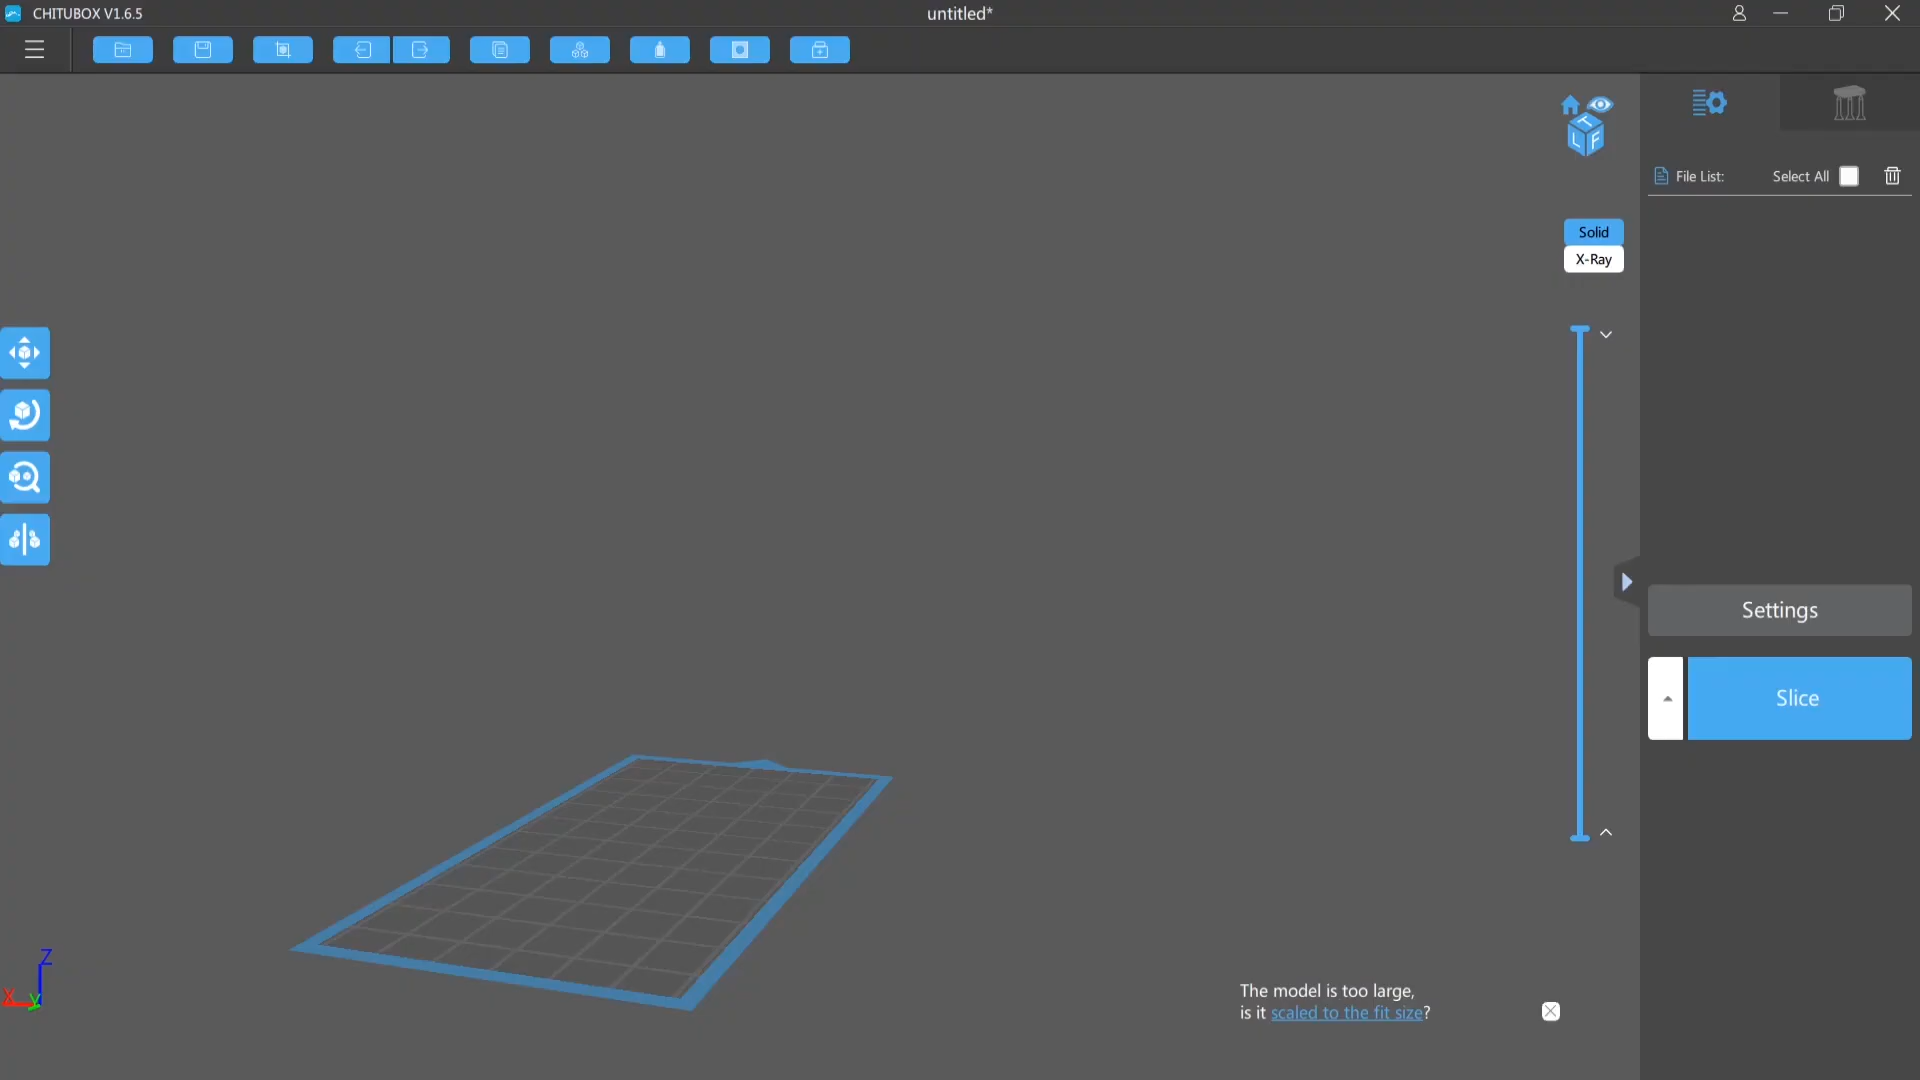 CHITUBOX V1.6.5
untitled*
T
L F
File List: Select All
Solid
X-Ray
Settings
Slice
Z
X Y
The model is too large,
is it scaled to the fit size?